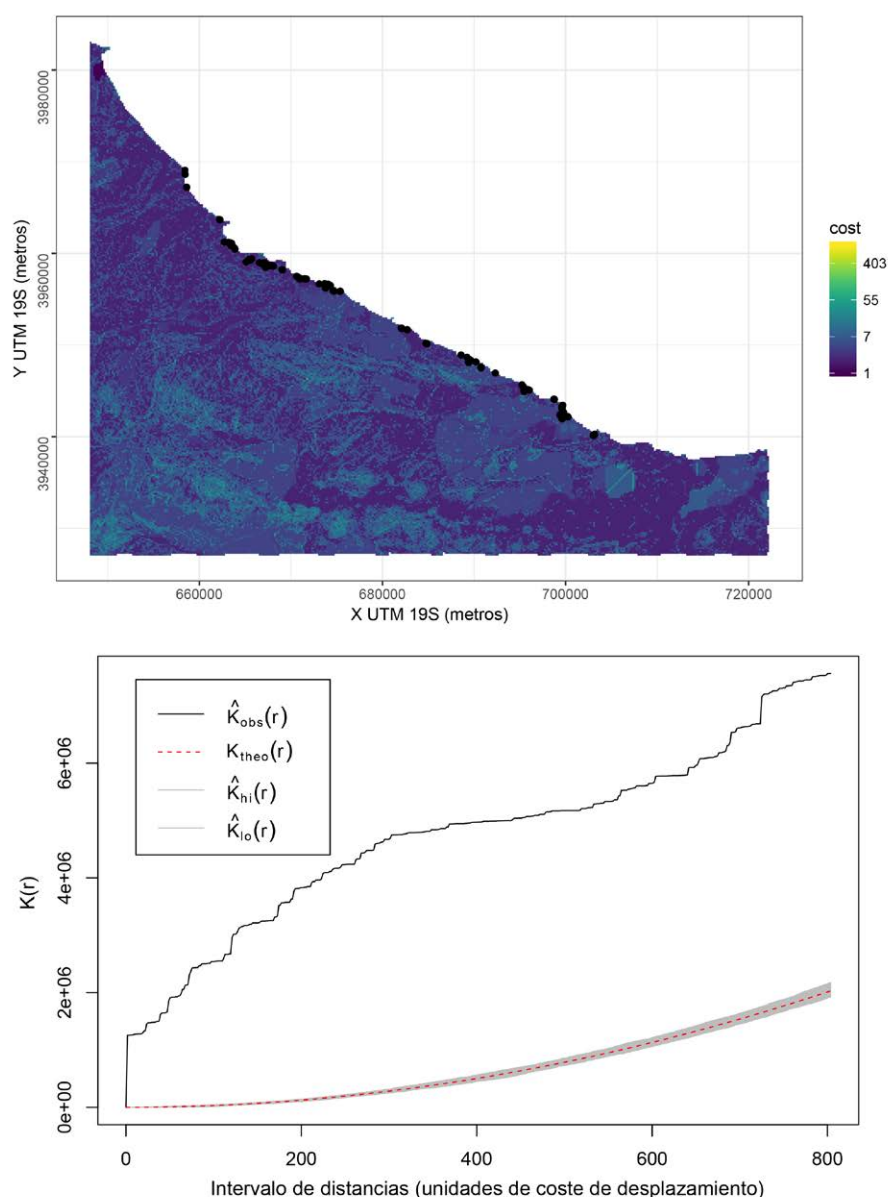 3980000
3960000
3940000
Y UTM 19S (metros)
660000 680000 700000 720000
X UTM 19S (metros)
cost
403
55
7
1
K̂obs(r)
Ktheo(r)
K̂hi(r)
K̂lo(r)
6e+06
4e+06
2e+06
0e+00
K(r)
0 200 400 600 800
Intervalo de distancias (unidades de coste de desplazamiento)